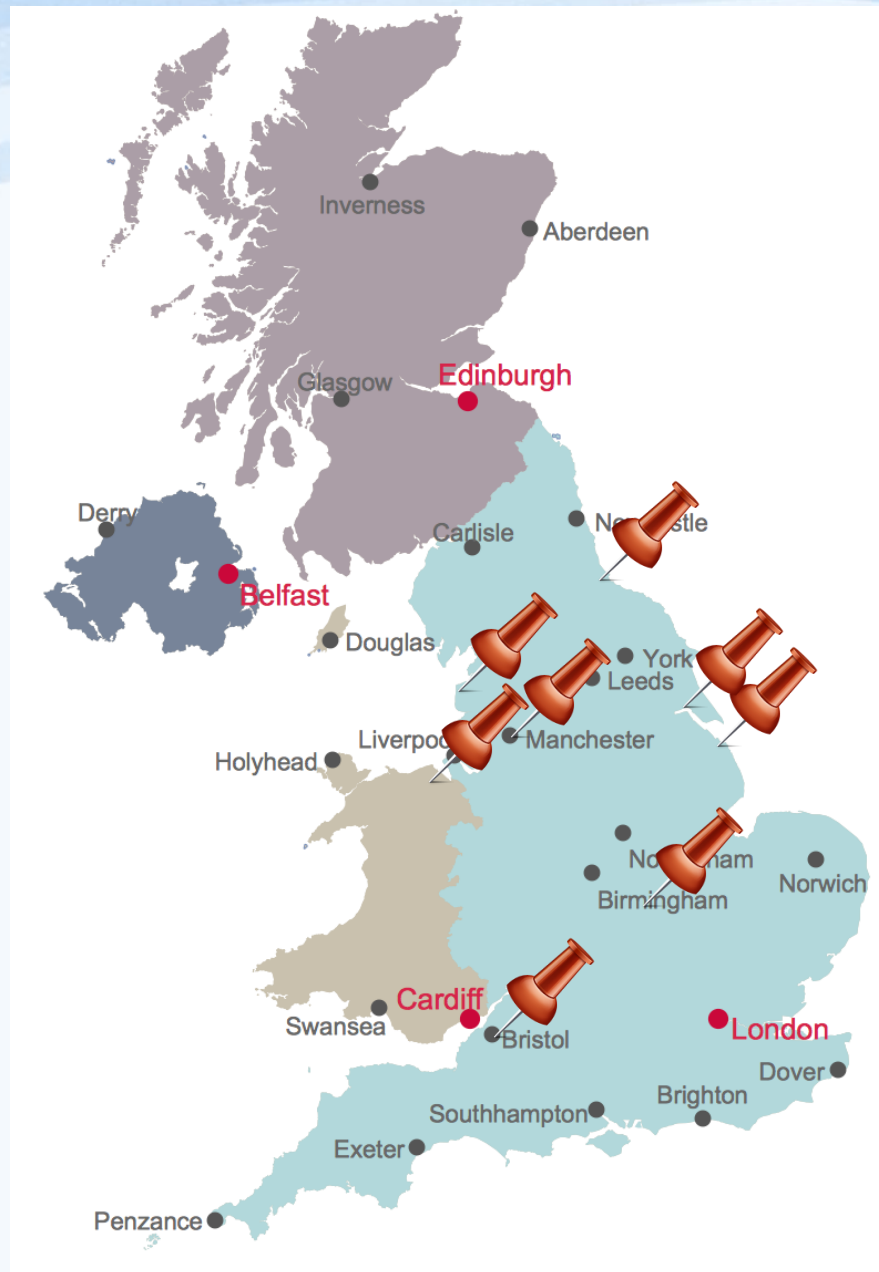 Inverness
Aberdeen
Glasgow
Edinburgh
Derry
Carlisle
Belfast
Douglas
York
Leeds
Manchester
Holyhead
Birmingham
Norwich
Cardiff
Swansea
Bristol
London
Dover
Southhampton
Brighton
Exeter
Penzance